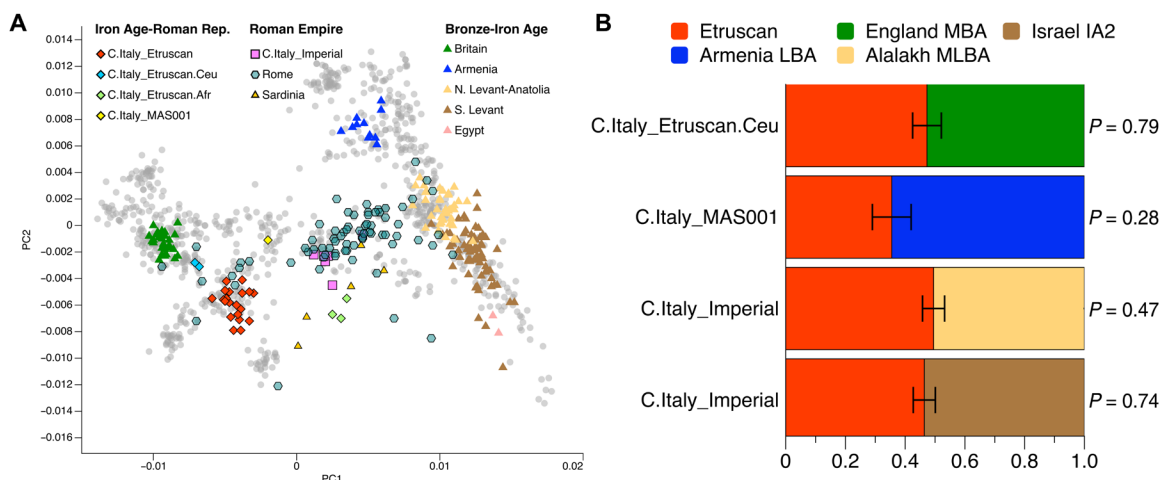 A
Iron Age-Roman Rep.
C.Italy_Etruscan
C.Italy_Etruscan.Ceu
C.Italy_Etruscan.Afr
C.Italy_MAS001
Roman Empire
C.Italy_Imperial
Rome
Sardinia
Bronze-Iron Age
Britain
Armenia
N. Levant-Anatolia
S. Levant
Egypt
PC2
0.014
0.012
0.010
0.008
0.006
0.004
0.002
0
−0.002
−0.004
−0.006
−0.008
−0.010
−0.012
−0.014
−0.016
−0.01
0
0.01
0.02
PC1
B
Etruscan
England MBA
Israel IA2
Armenia LBA
Alalakh MLBA
C.Italy_Etruscan.Ceu
P = 0.79
C.Italy_MAS001
P = 0.28
C.Italy_Imperial
P = 0.47
C.Italy_Imperial
P = 0.74
0 0.2 0.4 0.6 0.8 1.0